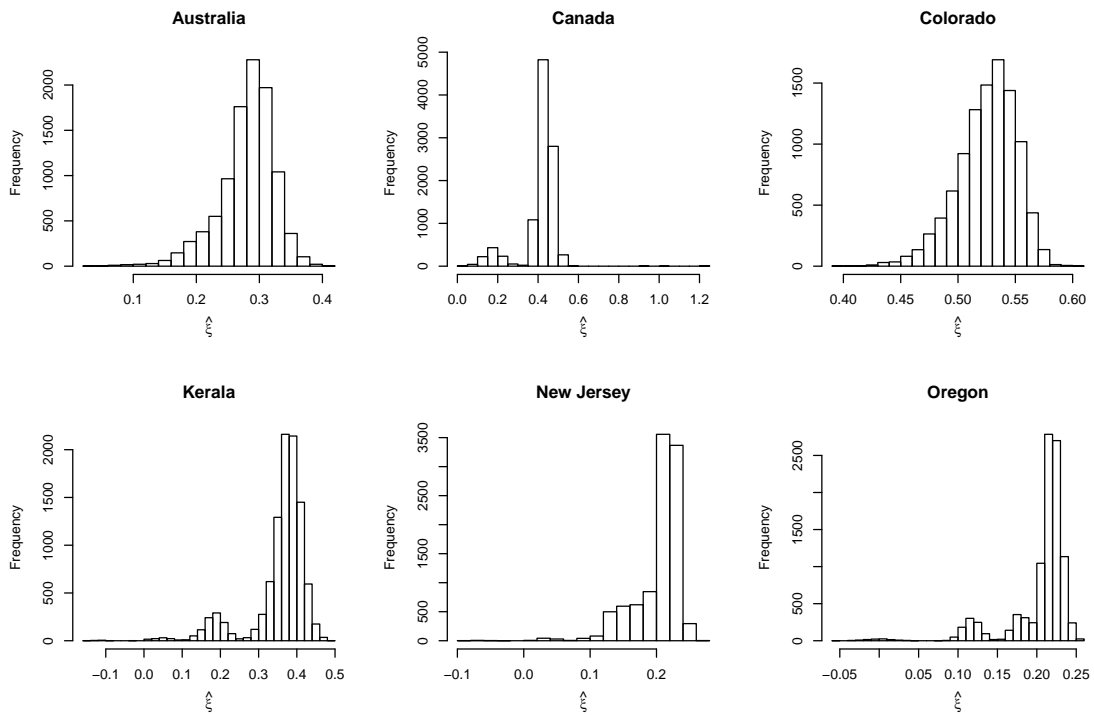 Australia
Frequency
0 500 1000 1500 2000
0.1 0.2 0.3 0.4
ξ̂
Canada
Frequency
0 1000 2000 3000 4000 5000
0.0 0.2 0.4 0.6 0.8 1.0 1.2
ξ̂
Colorado
Frequency
0 500 1000 1500
0.40 0.45 0.50 0.55 0.60
ξ̂
Kerala
Frequency
0 500 1000 1500 2000
−0.1 0.0 0.1 0.2 0.3 0.4 0.5
ξ̂
New Jersey
Frequency
0 500 1500 2500 3500
−0.1 0.0 0.1 0.2
ξ̂
Oregon
Frequency
0 500 1500 2500
−0.05 0.05 0.10 0.15 0.20 0.25
ξ̂